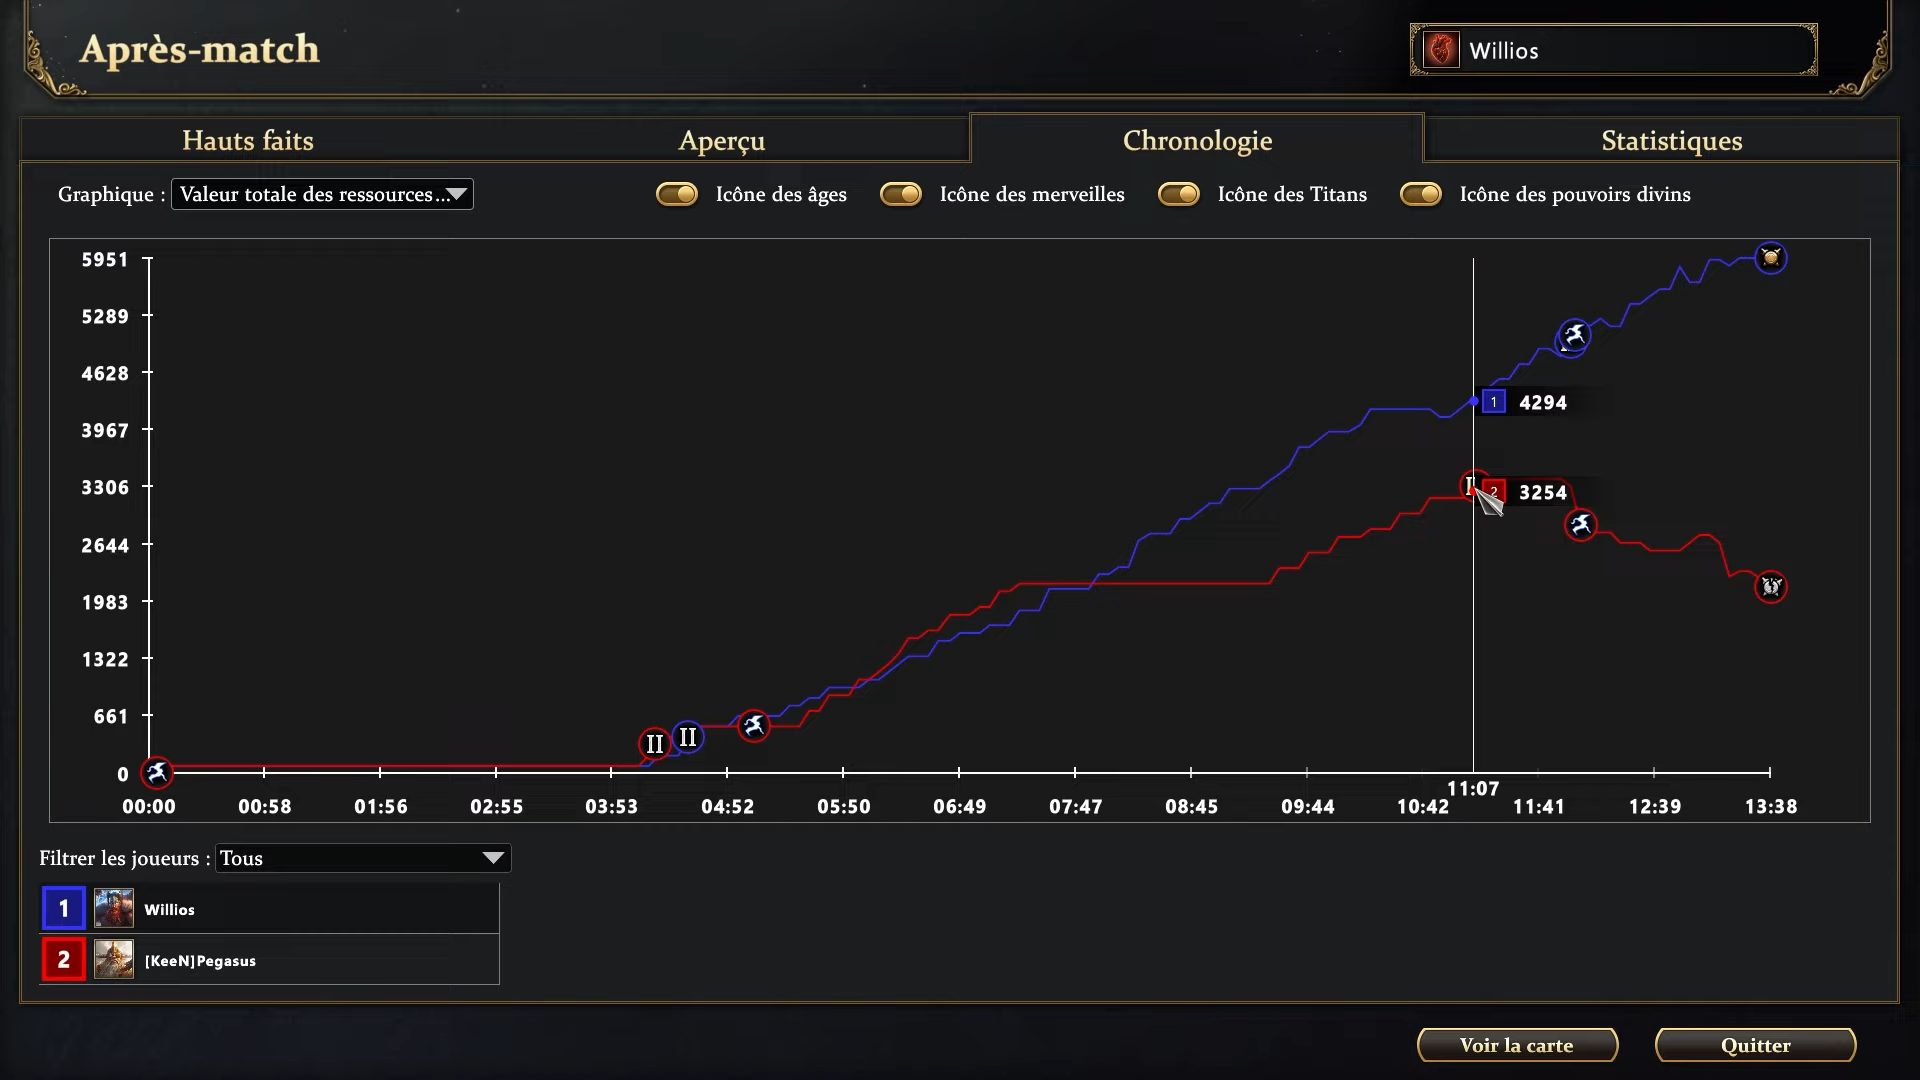 Après-match
Willios
Hauts faits
Aperçu
Chronologie
Statistiques
Graphique : Valeur totale des ressources...
Icône des âges
Icône des merveilles
Icône des Titans
Icône des pouvoirs divins
5951
5289
4628
3967
3306
2644
1983
1322
661
0
1 4294
2 3254
II
II
11:07
00:00 00:58 01:56 02:55 03:53 04:52 05:50 06:49 07:47 08:45 09:44 10:42 11:41 12:39 13:38
Filtrer les joueurs : Tous
1 Willios
2 [KeeN]Pegasus
Voir la carte
Quitter